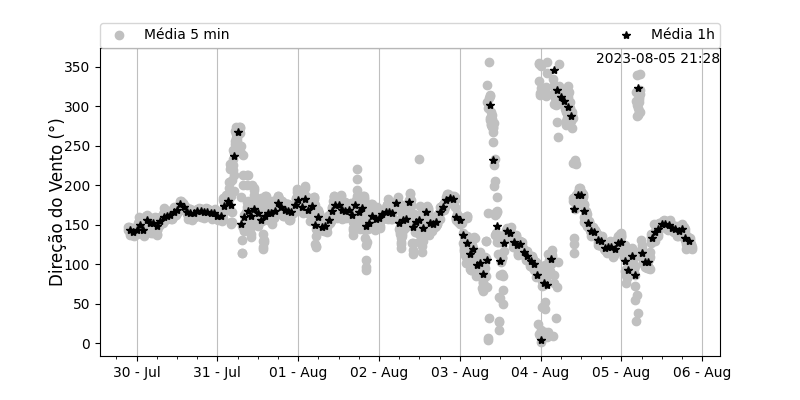 Média 5 min
Média 1h
2023-08-05 21:28
Direção do Vento (°)
350
300
250
200
150
100
50
0
30 - Jul
31 - Jul
01 - Aug
02 - Aug
03 - Aug
04 - Aug
05 - Aug
06 - Aug